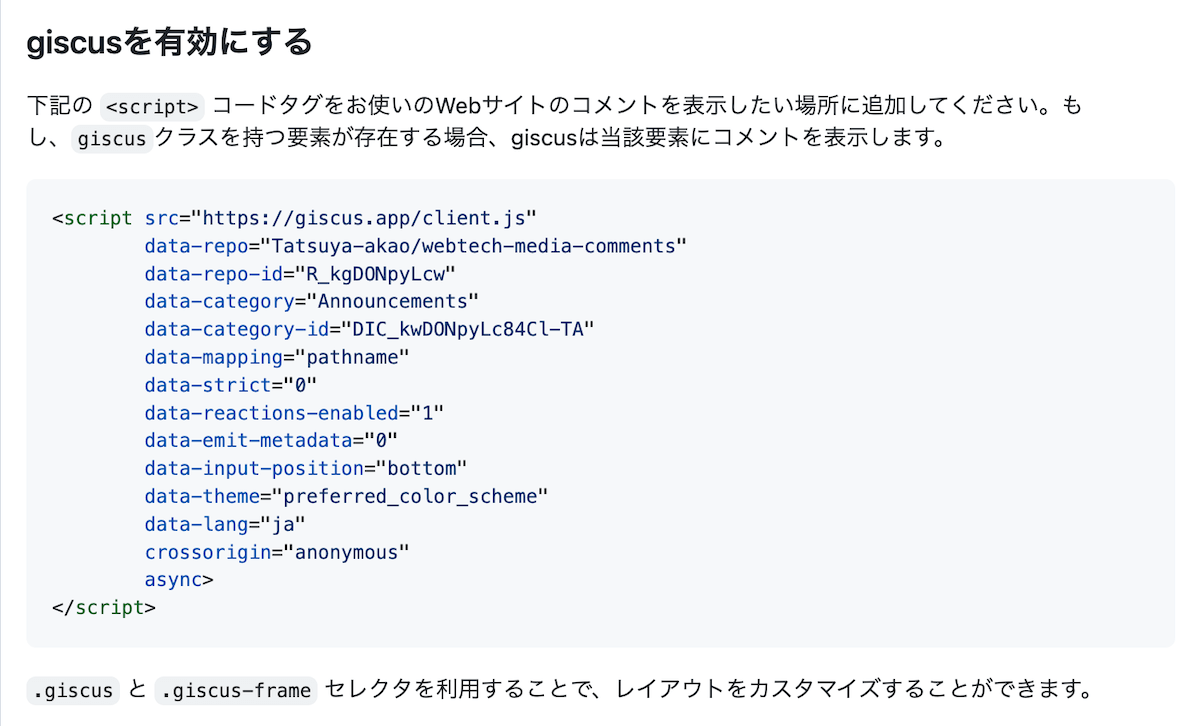 giscusを有効にする
下記の <script> コードタグをお使いのWebサイトのコメントを表示したい場所に追加してください。も
し、 giscus クラスを持つ要素が存在する場合、giscusは当該要素にコメントを表示します。
<script src="https://giscus.app/client.js"
        data-repo="Tatsuya-akao/webtech-media-comments"
        data-repo-id="R_kgDONpyLcw"
        data-category="Announcements"
        data-category-id="DIC_kwDONpyLc84Cl-TA"
        data-mapping="pathname"
        data-strict="0"
        data-reactions-enabled="1"
        data-emit-metadata="0"
        data-input-position="bottom"
        data-theme="preferred_color_scheme"
        data-lang="ja"
        crossorigin="anonymous"
        async>
</script>
.giscus と .giscus-frame セレクタを利用することで、レイアウトをカスタマイズすることができます。